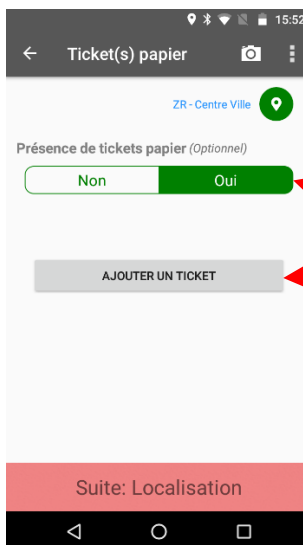 15:52
Ticket(s) papier
ZR - Centre Ville
Présence de tickets papier (Optionnel)
Non Oui
AJOUTER UN TICKET
Suite: Localisation